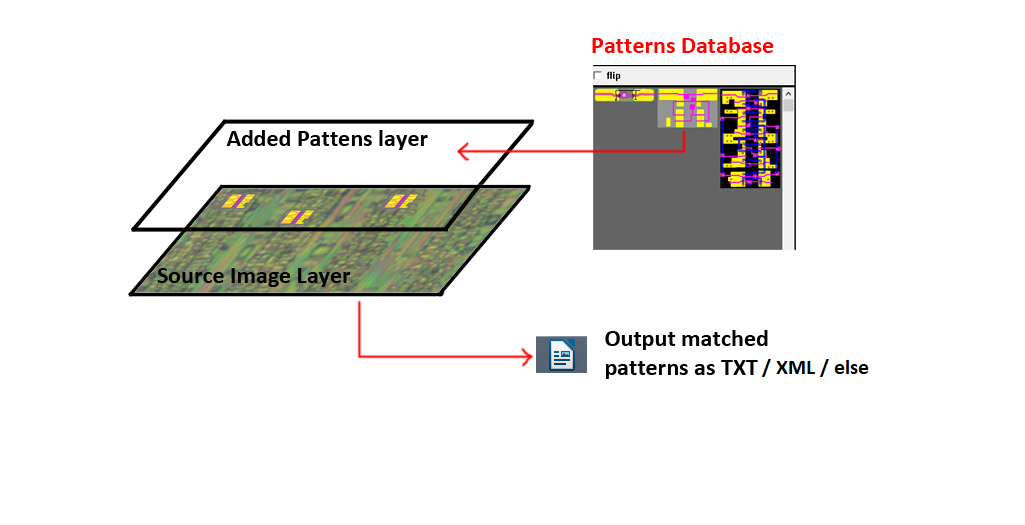 Patterns Database
flip
Added Pattens layer
Source Image Layer
Output matched
patterns as TXT / XML / else